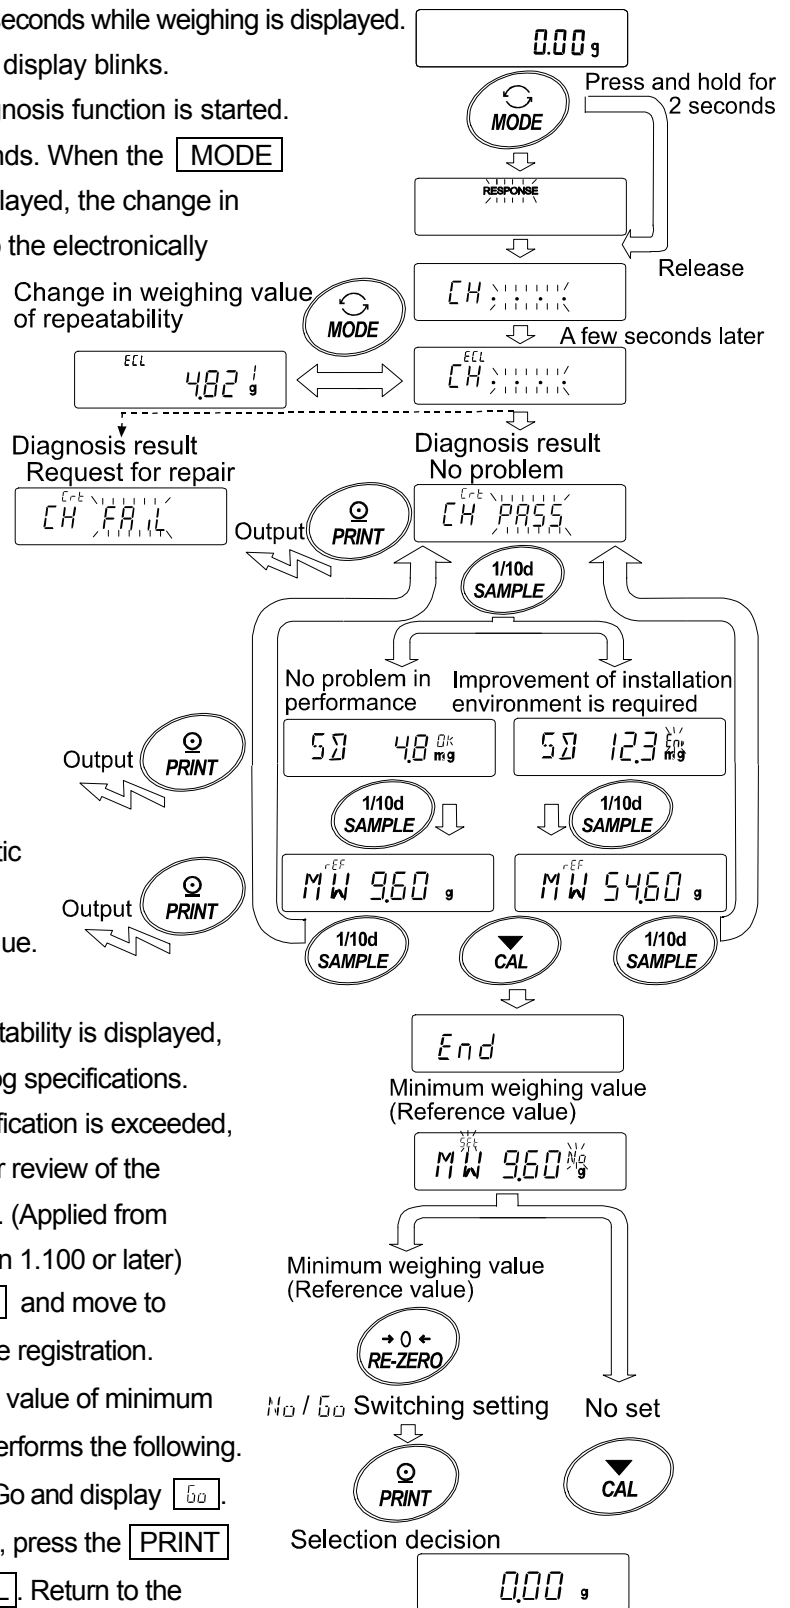 seconds while weighing is displayed.
0.00 g
display blinks.
Press and hold for
2 seconds
MODE
gnosis function is started.
nds. When the MODE
RESPONSE
layed, the change in
o the electronically
Release
Change in weighing value
of repeatability
MODE
CH
A few seconds later
ECL
4.82 1 g
ECL
CH
Diagnosis result
Request for repair
Diagnosis result
No problem
Crt
CH FAiL
Output
PRINT
Crt
CH PASS
1/10d
SAMPLE
No problem in
performance
Improvement of installation
environment is required
Output
PRINT
SD 4.8 OK mg
SD 12.3 Env mg
1/10d
SAMPLE
1/10d
SAMPLE
tic
rEF
MW 9.60 g
rEF
MW 54.60 g
Output
PRINT
ue.
1/10d
SAMPLE
CAL
1/10d
SAMPLE
tability is displayed,
End
og specifications.
Minimum weighing value
(Reference value)
ification is exceeded,
SEt
MW 9.60 No g
r review of the
. (Applied from
n 1.100 or later)
Minimum weighing value
(Reference value)
and move to
→ 0 ←
RE-ZERO
e registration.
value of minimum
No / Go Switching setting
No set
erforms the following.
Go and display Go.
PRINT
CAL
, press the PRINT
Selection decision
L. Return to the
0.00 g